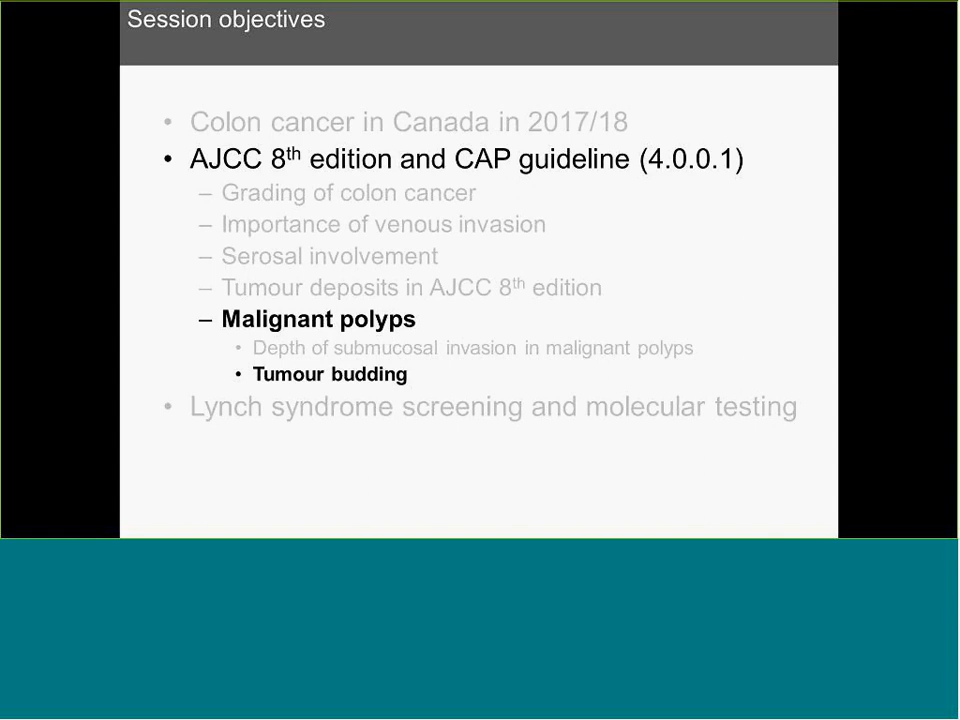 Session objectives
• Colon cancer in Canada in 2017/18
• AJCC 8th edition and CAP guideline (4.0.0.1)
– Grading of colon cancer
– Importance of venous invasion
– Serosal involvement
– Tumour deposits in AJCC 8th edition
– Malignant polyps
• Depth of submucosal invasion in malignant polyps
• Tumour budding
• Lynch syndrome screening and molecular testing